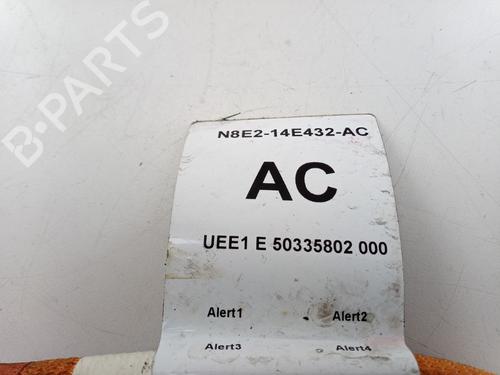 B-PARTS
N8E2-14E432-AC
AC
UEE1 E 50335802 000
Alert1 Alert2
Alert3 Alert4